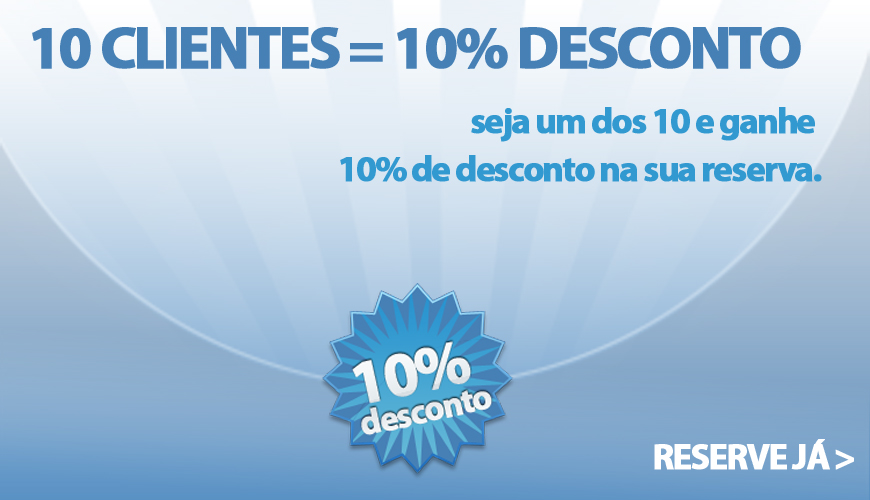 10 CLIENTES = 10% DESCONTO
seja um dos 10 e ganhe
10% de desconto na sua reserva.
10%
desconto
RESERVE JÁ >